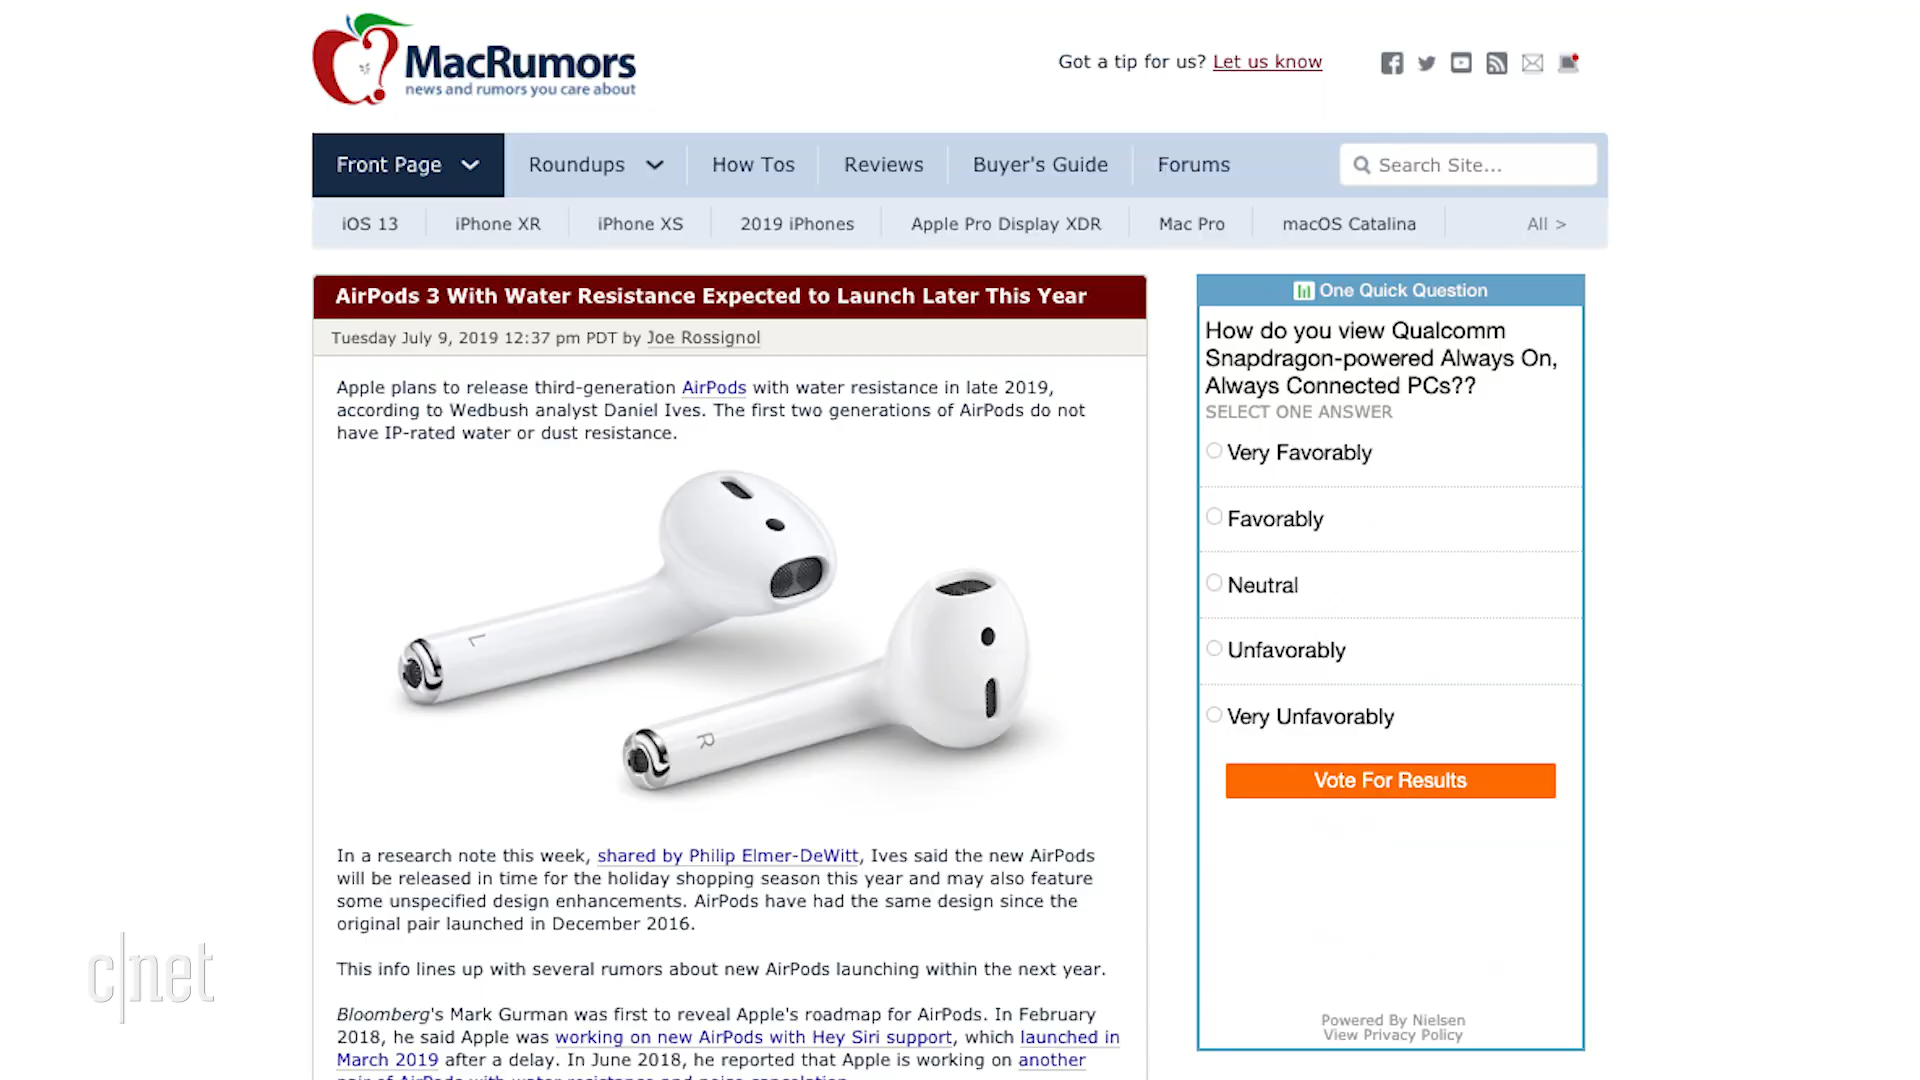 MacRumors
news and rumors you care about
Got a tip for us? Let us know
Front Page Roundups How Tos Reviews Buyer's Guide Forums Search Site...
iOS 13 iPhone XR iPhone XS 2019 iPhones Apple Pro Display XDR Mac Pro macOS Catalina All >
AirPods 3 With Water Resistance Expected to Launch Later This Year
Tuesday July 9, 2019 12:37 pm PDT by Joe Rossignol
Apple plans to release third-generation AirPods with water resistance in late 2019,
according to Wedbush analyst Daniel Ives. The first two generations of AirPods do not
have IP-rated water or dust resistance.
L
R
In a research note this week, shared by Philip Elmer-DeWitt, Ives said the new AirPods
will be released in time for the holiday shopping season this year and may also feature
some unspecified design enhancements. AirPods have had the same design since the
original pair launched in December 2016.
This info lines up with several rumors about new AirPods launching within the next year.
Bloomberg's Mark Gurman was first to reveal Apple's roadmap for AirPods. In February
2018, he said Apple was working on new AirPods with Hey Siri support, which launched in
March 2019 after a delay. In June 2018, he reported that Apple is working on another
pair of AirPods with water resistance and noise cancelation
One Quick Question
How do you view Qualcomm
Snapdragon-powered Always On,
Always Connected PCs??
SELECT ONE ANSWER
Very Favorably
Favorably
Neutral
Unfavorably
Very Unfavorably
Vote For Results
Powered By Nielsen
View Privacy Policy
c|net